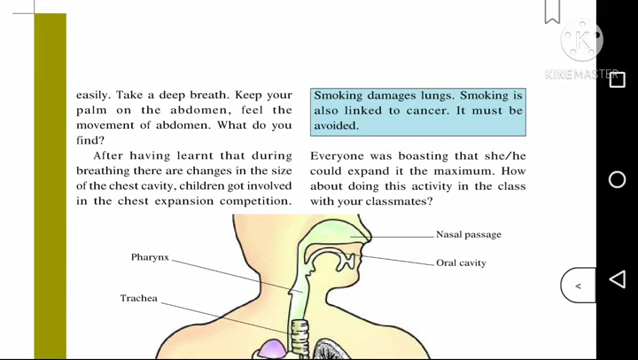 KINEMASTER
easily. Take a deep breath. Keep your
palm on the abdomen, feel the
movement of abdomen. What do you
find?
After having learnt that during
breathing there are changes in the size
of the chest cavity, children got involved
in the chest expansion competition.
Smoking damages lungs. Smoking is
also linked to cancer. It must be
avoided.
Everyone was boasting that she/he
could expand it the maximum. How
about doing this activity in the class
with your classmates?
Nasal passage
Oral cavity
Pharynx
Trachea